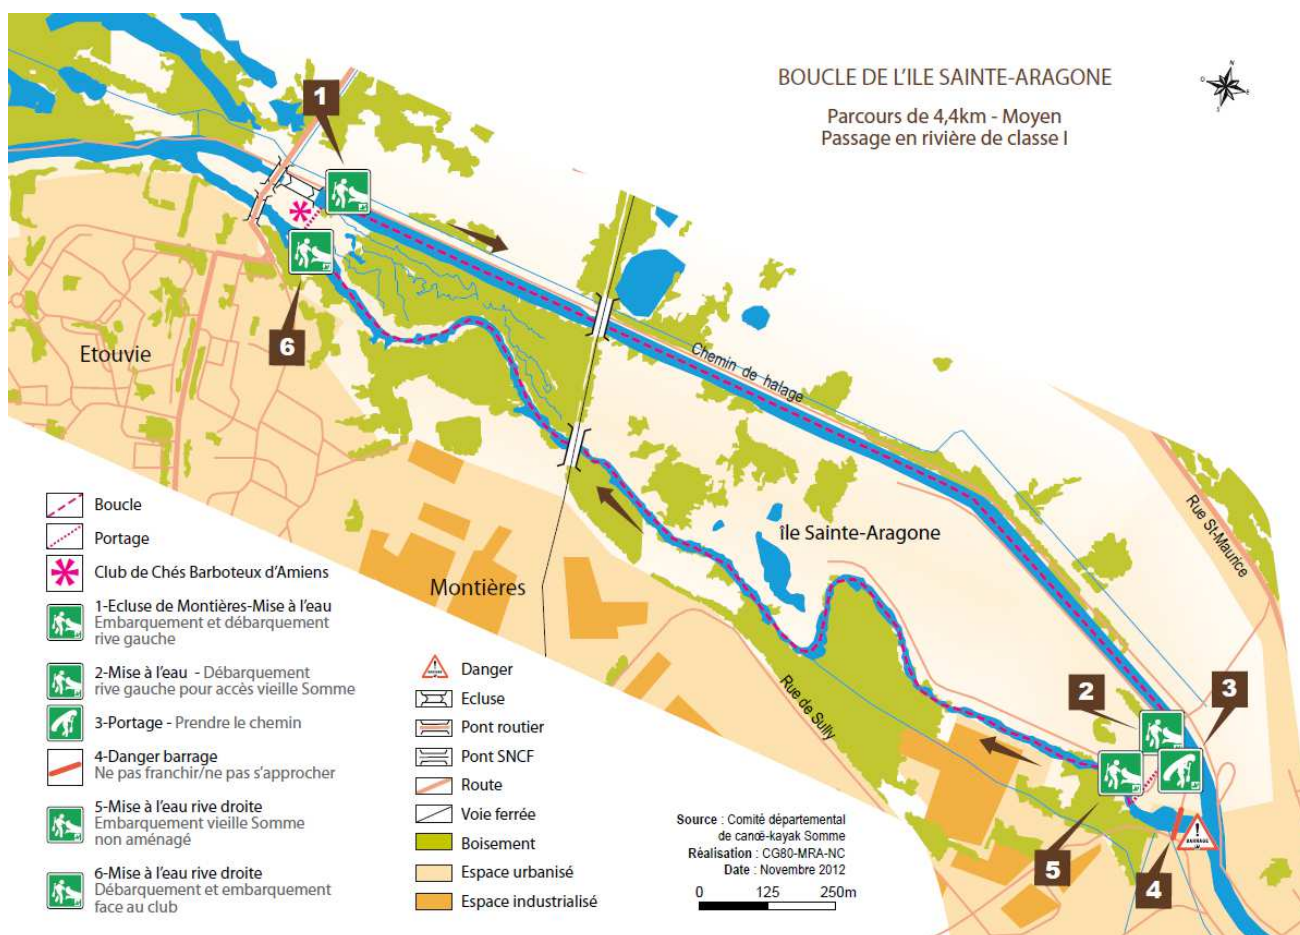 BOUCLE DE L'ILE SAINTE-ARAGONE
Parcours de 4,4km - Moyen
Passage en rivière de classe I
N
O
E
S
1
6
Etouvie
Chemin de halage
Rue St-Maurice
île Sainte-Aragone
Montières
Rue de Sully
2
3
5
4
BARRAGE
Boucle
Portage
Club de Chés Barboteux d'Amiens
1-Ecluse de Montières-Mise à l'eau
Embarquement et débarquement
rive gauche
2-Mise à l'eau - Débarquement
rive gauche pour accès vieille Somme
3-Portage - Prendre le chemin
4-Danger barrage
Ne pas franchir/ne pas s'approcher
5-Mise à l'eau rive droite
Embarquement vieille Somme
non aménagé
6-Mise à l'eau rive droite
Débarquement et embarquement
face au club
Danger
Ecluse
Pont routier
Pont SNCF
Route
Voie ferrée
Boisement
Espace urbanisé
Espace industrialisé
Source : Comité départemental
de canoë-kayak Somme
Réalisation : CG80-MRA-NC
Date : Novembre 2012
0 125 250m